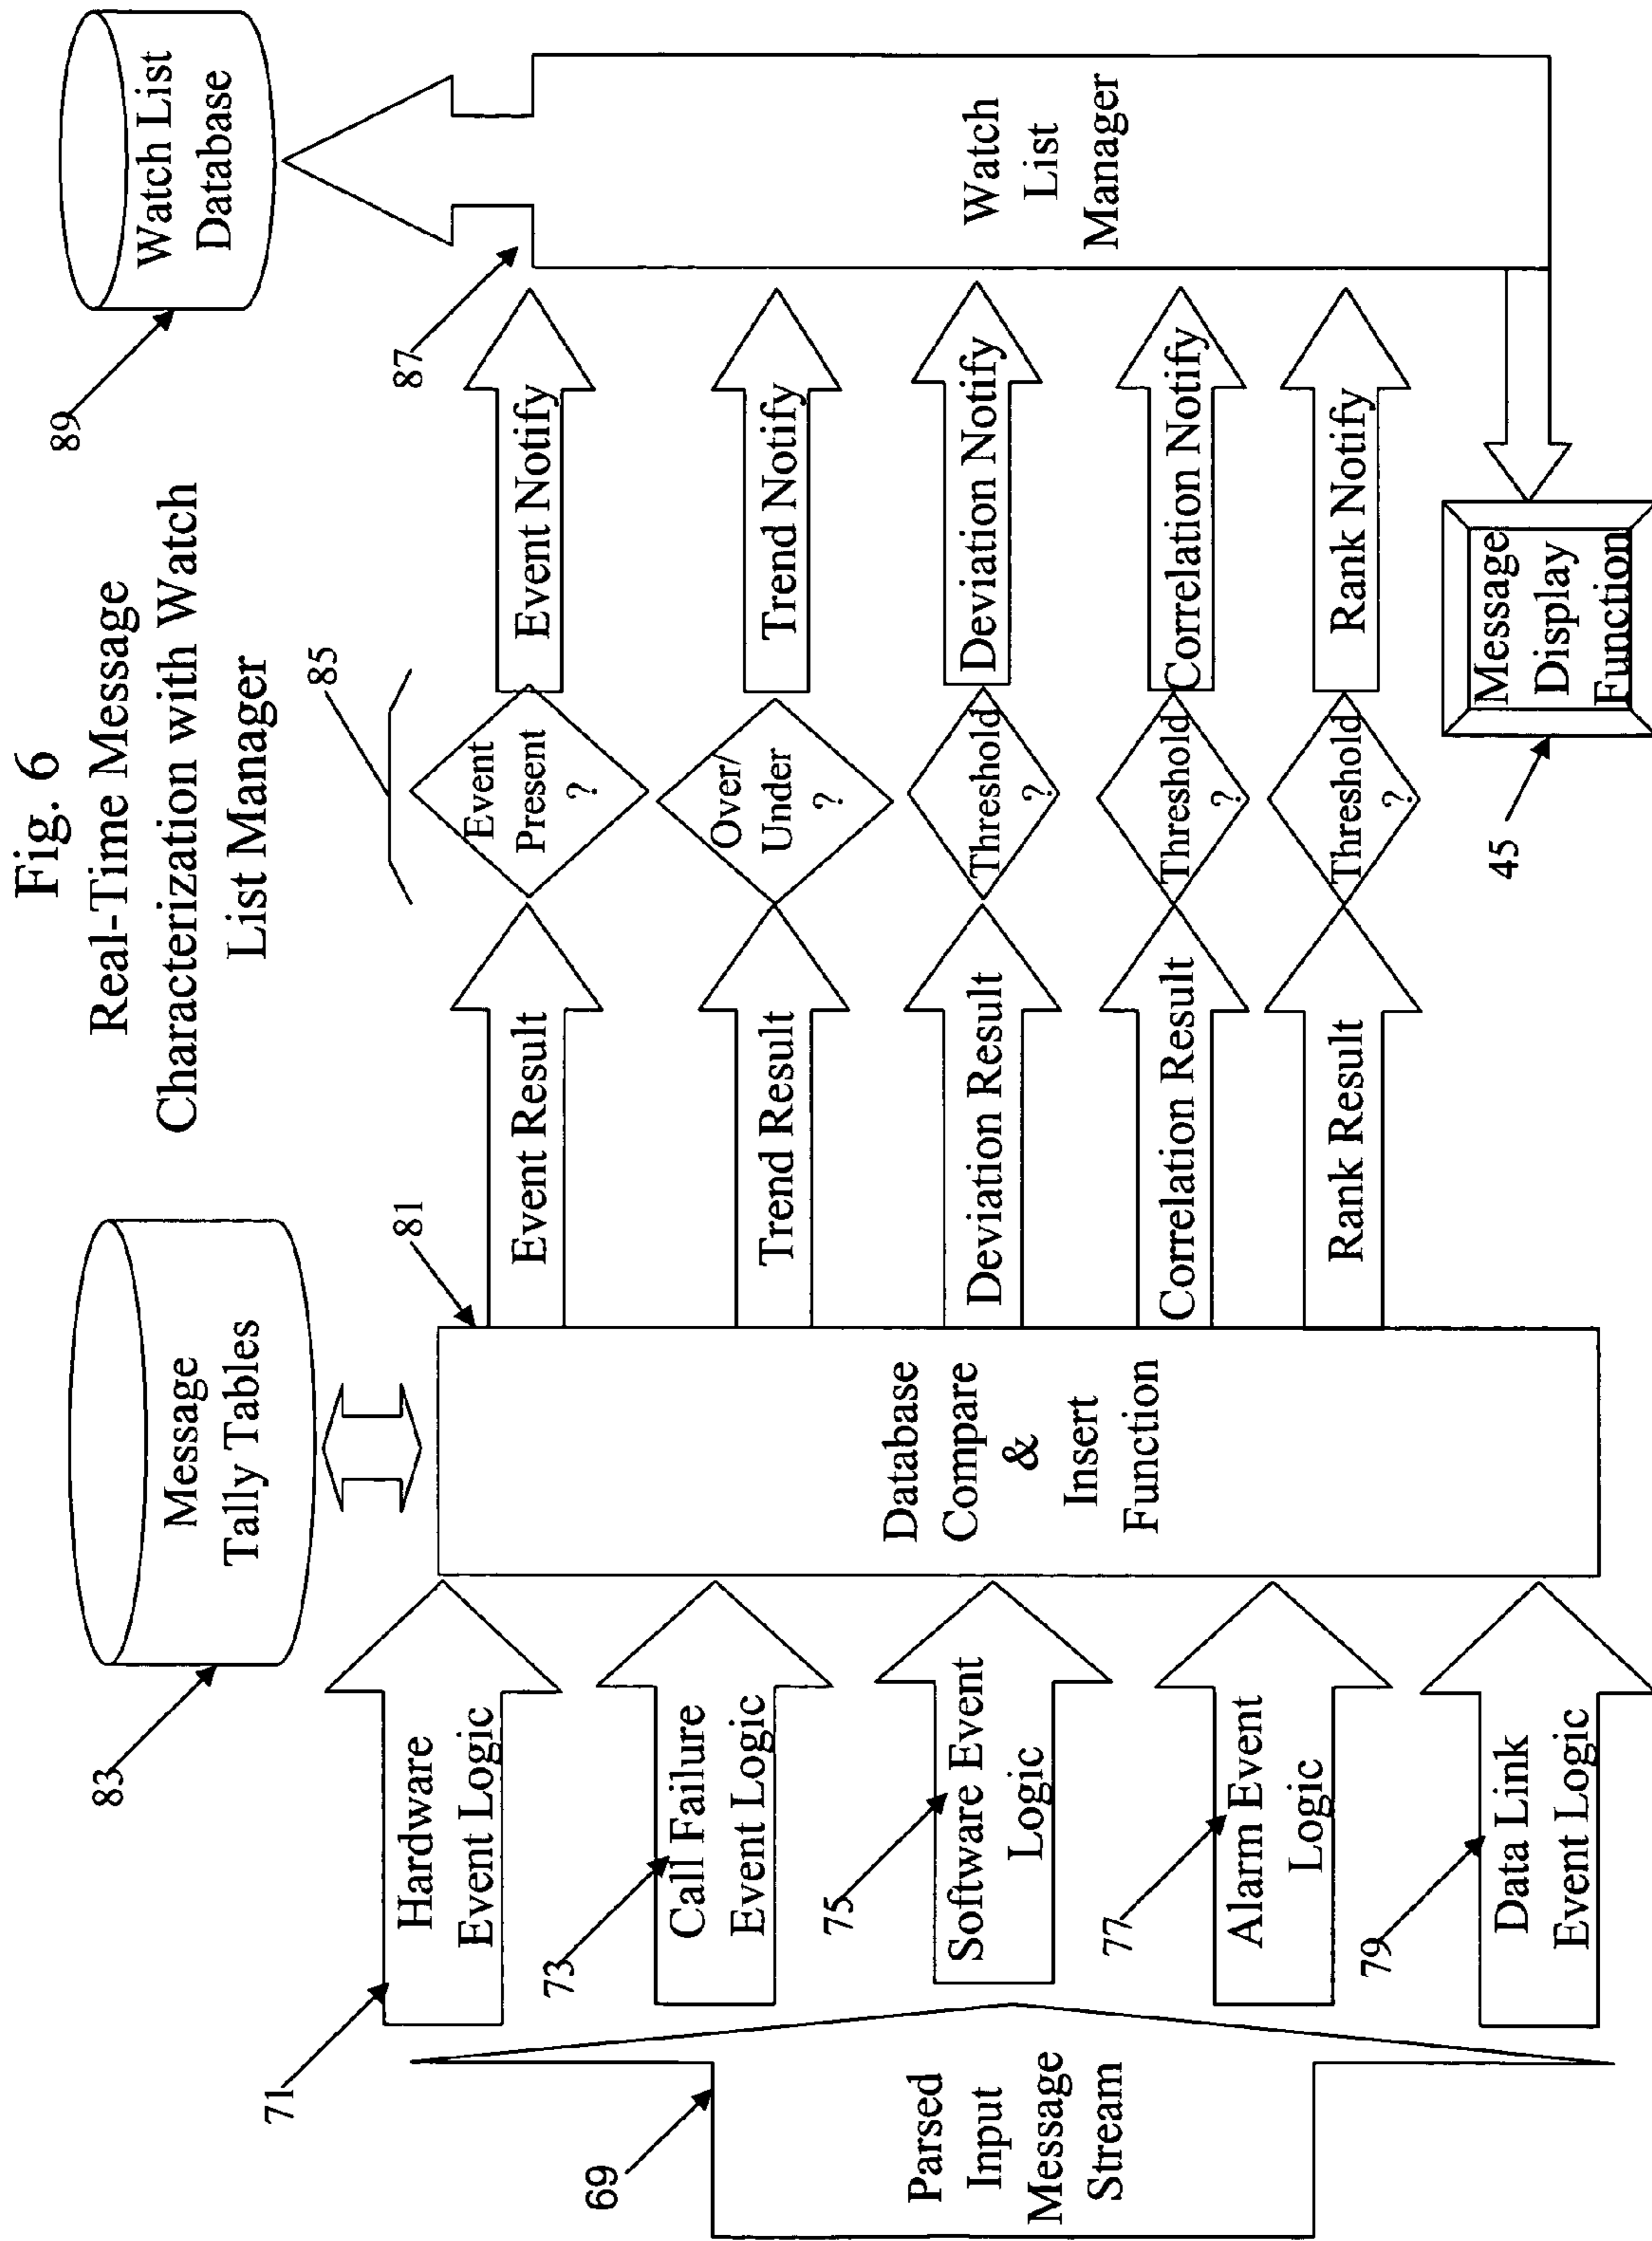 Fig. 6
Real-Time Message
Characterization with Watch
List Manager
83
Message
Tally Tables
89
Watch List
Database
69
Parsed
Input
Message
Stream
71
Hardware
Event Logic
73
Call Failure
Event Logic
75
Software Event
Logic
77
Alarm Event
Logic
79
Data Link
Event Logic
81
Database
Compare
&
Insert
Function
Event Result
Trend Result
Deviation Result
Correlation Result
Rank Result
85
Event
Present
?
Over/
Under
?
Threshold
?
Threshold
?
Threshold
?
Event Notify
Trend Notify
Deviation Notify
Correlation Notify
Rank Notify
87
Watch
List
Manager
45
Message
Display
Function